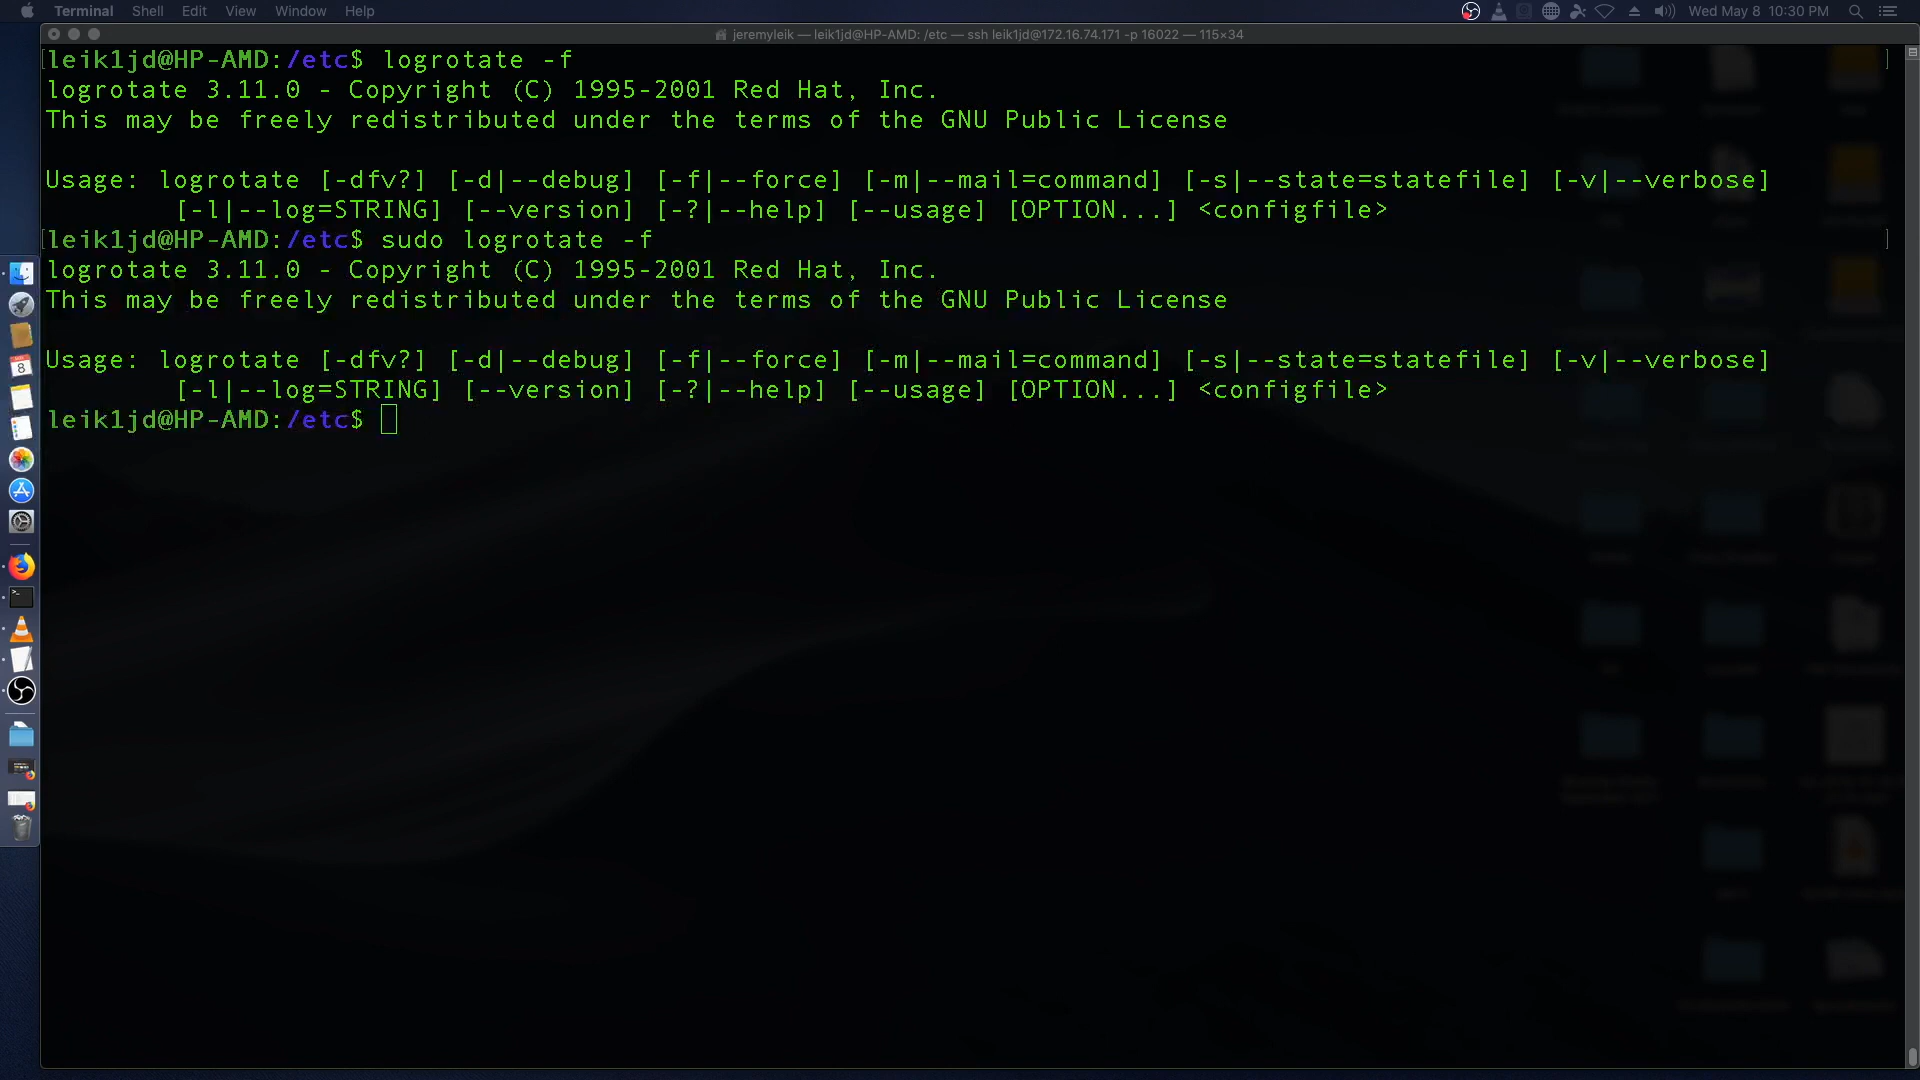 Terminal Shell Edit View Window Help Wed May 8 10:30 PM
jeremyleik — leik1jd@HP-AMD: /etc — ssh leik1jd@172.16.74.171 -p 16022 — 115×34
[leik1jd@HP-AMD:/etc$ logrotate -f ]
logrotate 3.11.0 - Copyright (C) 1995-2001 Red Hat, Inc.
This may be freely redistributed under the terms of the GNU Public License
Usage: logrotate [-dfv?] [-d|--debug] [-f|--force] [-m|--mail=command] [-s|--state=statefile] [-v|--verbose]
[-l|--log=STRING] [--version] [-?|--help] [--usage] [OPTION...] <configfile>
[leik1jd@HP-AMD:/etc$ sudo logrotate -f ]
logrotate 3.11.0 - Copyright (C) 1995-2001 Red Hat, Inc.
This may be freely redistributed under the terms of the GNU Public License
Usage: logrotate [-dfv?] [-d|--debug] [-f|--force] [-m|--mail=command] [-s|--state=statefile] [-v|--verbose]
[-l|--log=STRING] [--version] [-?|--help] [--usage] [OPTION...] <configfile>
leik1jd@HP-AMD:/etc$
8